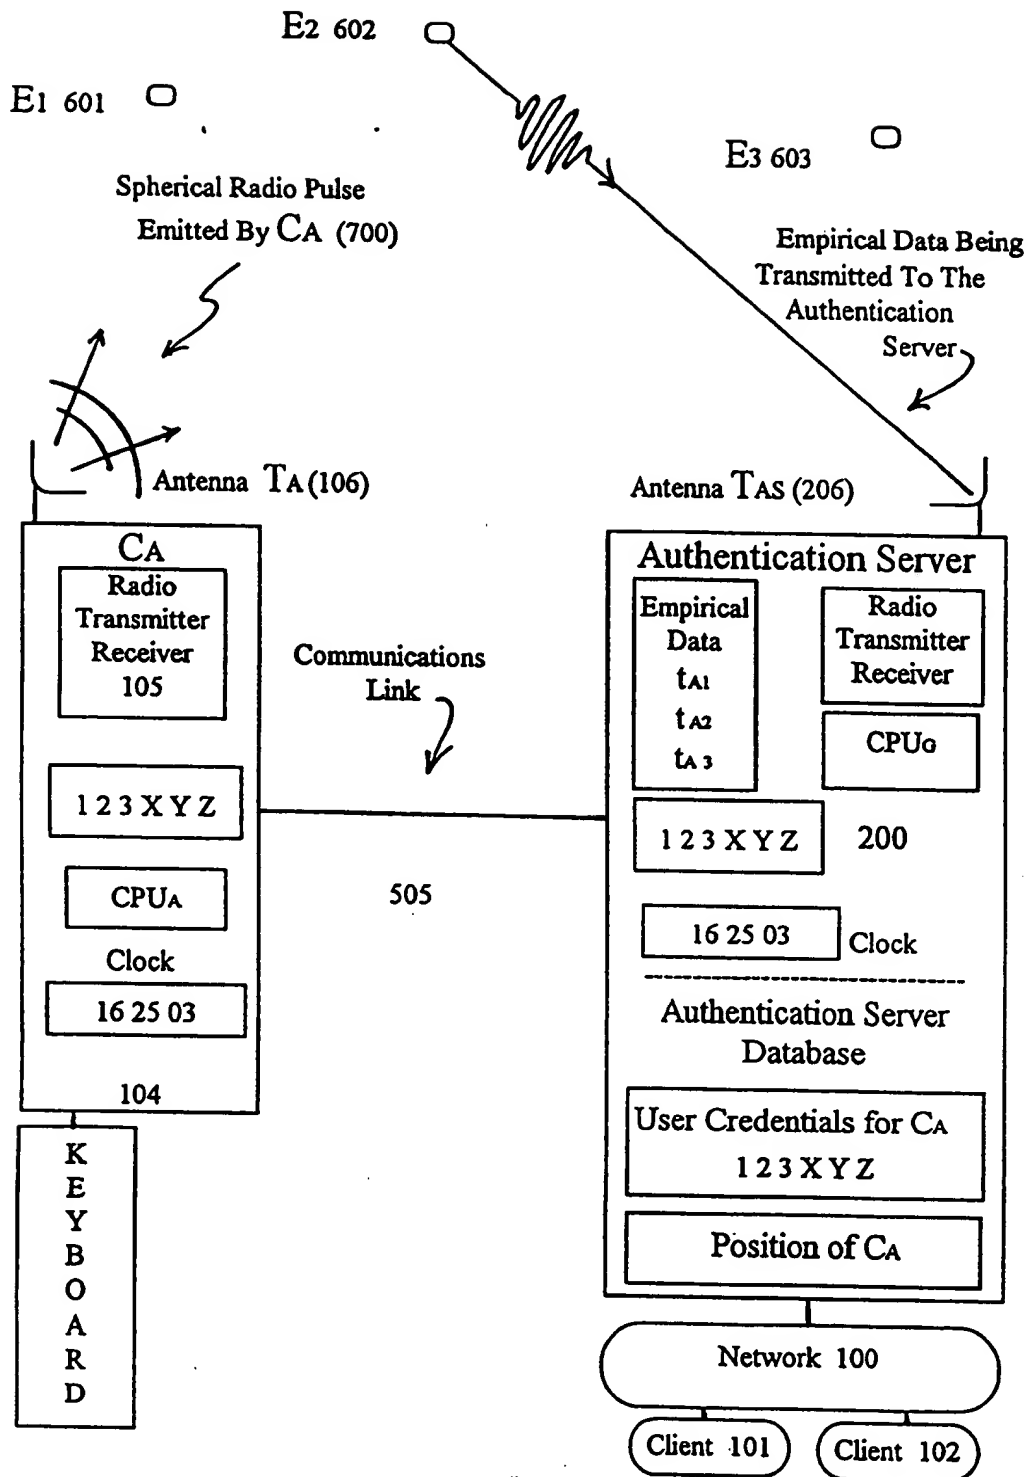 E2 602
E1 601
E3 603
Spherical Radio Pulse
Emitted By CA (700)
Empirical Data Being
Transmitted To The
Authentication
Server
Antenna TA (106)
Antenna TAS (206)
CA
Radio
Transmitter
Receiver
105
1 2 3 X Y Z
CPUA
Clock
16 25 03
104
K
E
Y
B
O
A
R
D
Communications
Link
505
Authentication Server
Empirical
Data
tA1
tA2
tA3
Radio
Transmitter
Receiver
CPUG
1 2 3 X Y Z
200
16 25 03
Clock
Authentication Server
Database
User Credentials for CA
1 2 3 X Y Z
Position of CA
Network 100
Client 101
Client 102